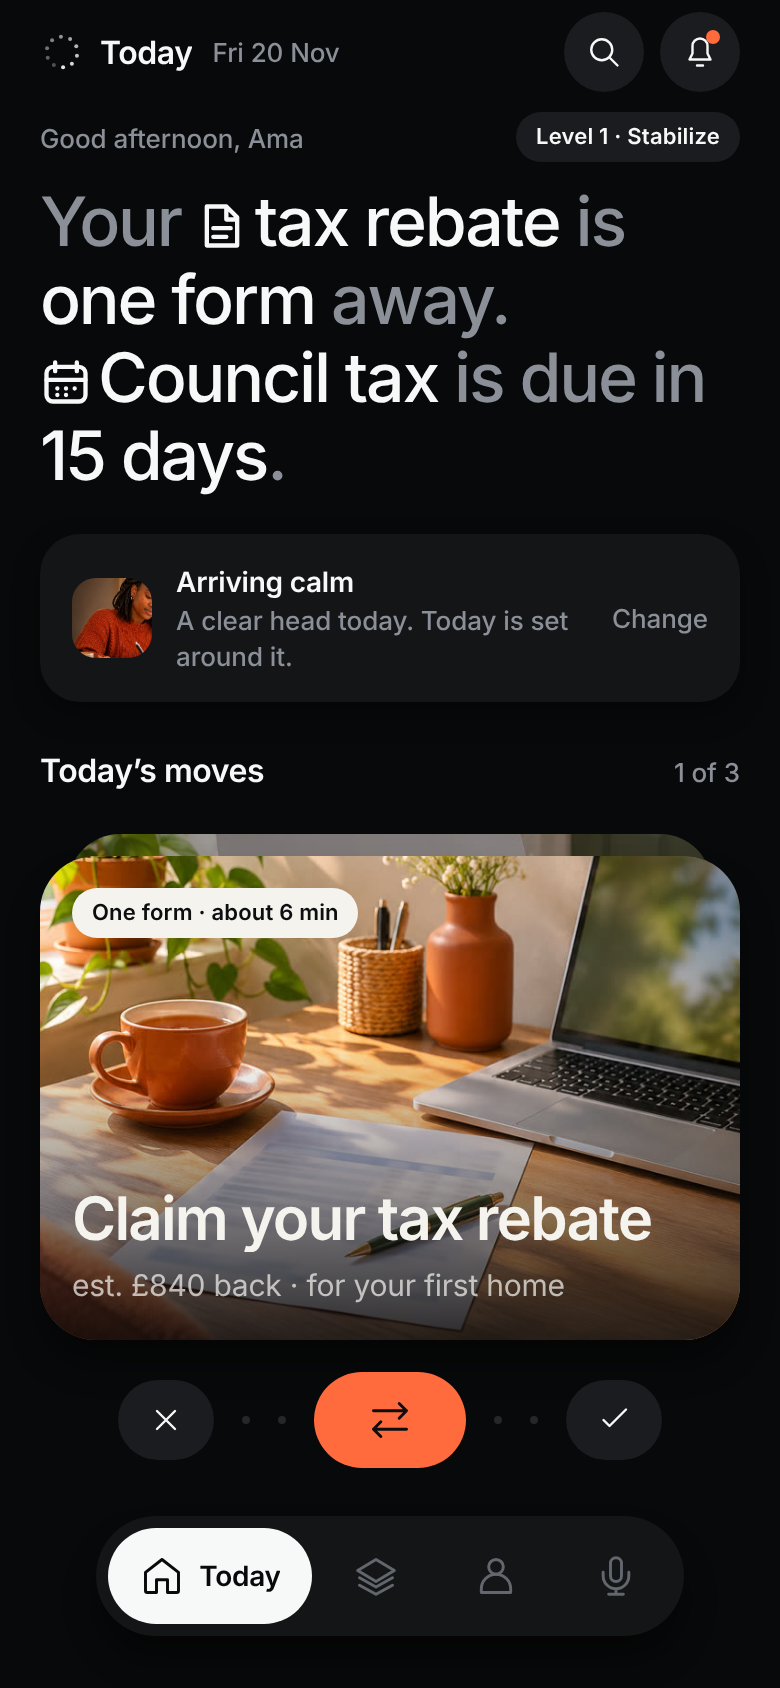 Today Fri 20 Nov
Good afternoon, Ama
Level 1 · Stabilize
Your tax rebate is
one form away.
Council tax is due in
15 days.
Arriving calm
A clear head today. Today is set
around it.
Change
Today’s moves
1 of 3
One form · about 6 min
Claim your tax rebate
est. £840 back · for your first home
Today